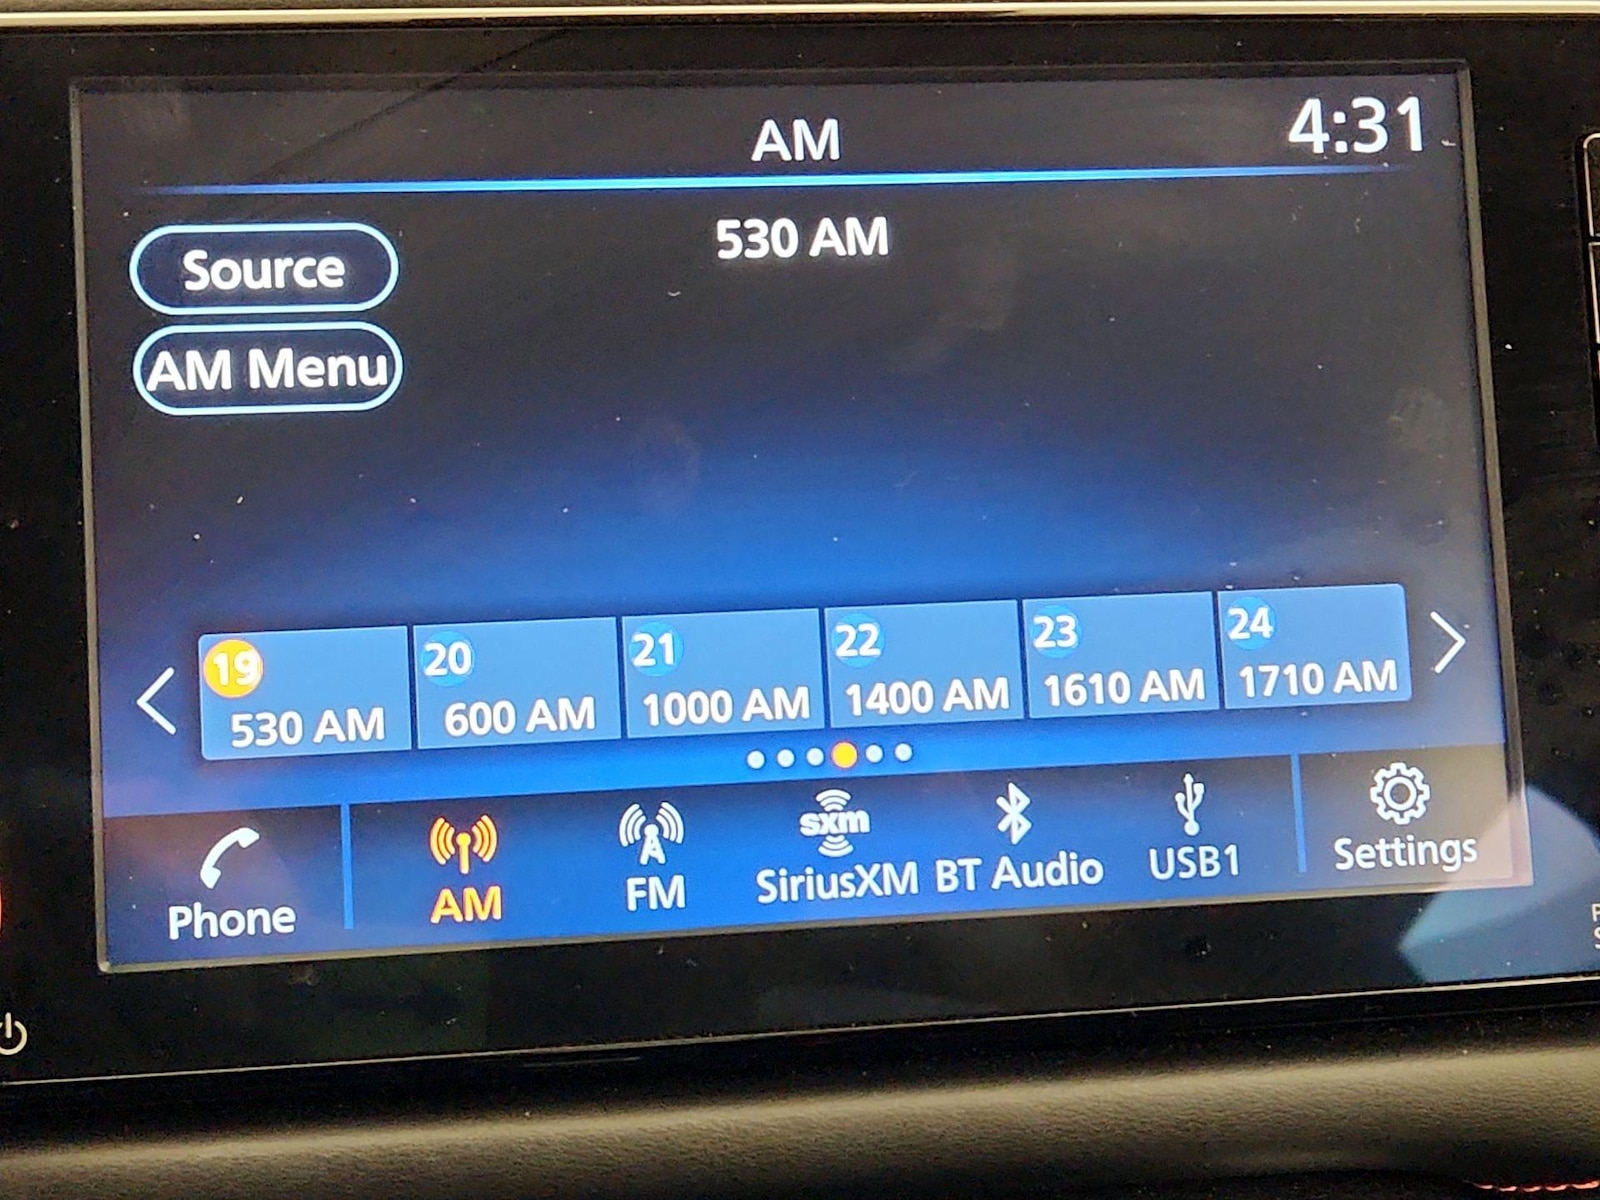 AM
4:31
530 AM
Source
AM Menu
19 20 21 22 23 24
530 AM 600 AM 1000 AM 1400 AM 1610 AM 1710 AM
sxm
Phone AM FM SiriusXM BT Audio USB1 Settings